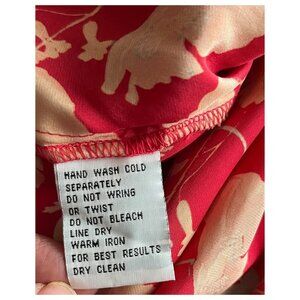 HAND WASH COLD
SEPARATELY
DO NOT WRING
OR TWIST
DO NOT BLEACH
LINE DRY
WARM IRON
FOR BEST RESULTS
DRY CLEAN